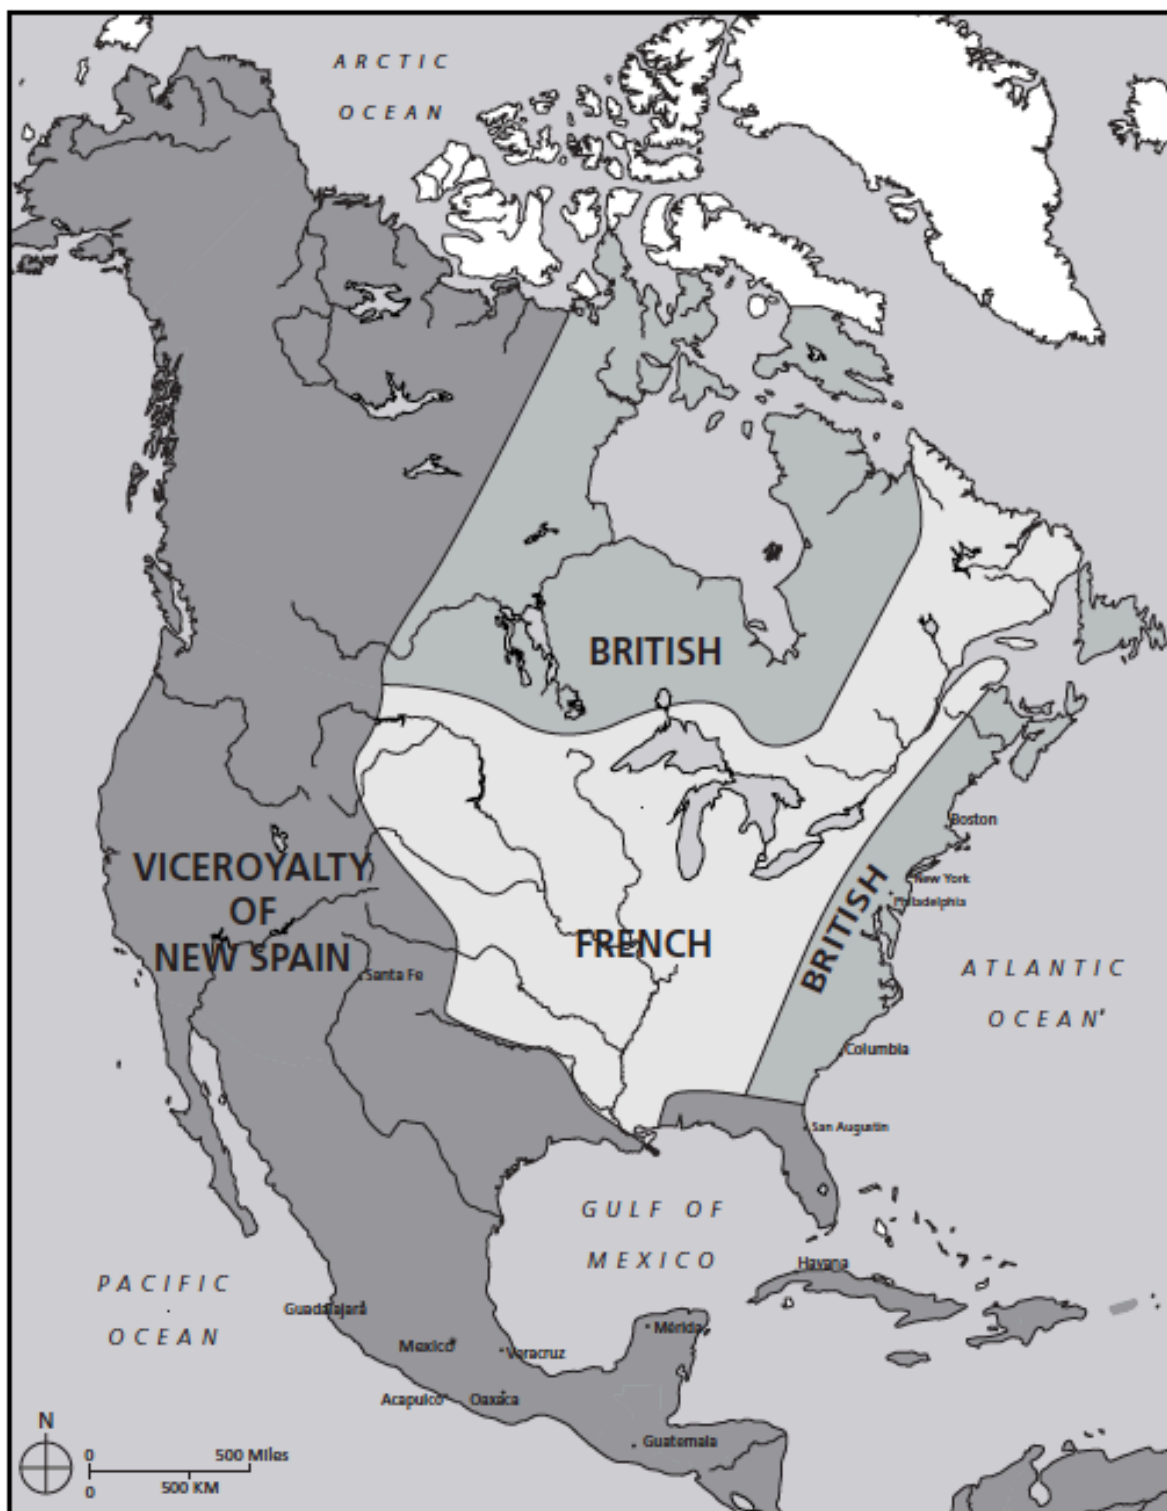 ARCTIC
OCEAN
BRITISH
VICEROYALTY
OF
NEW SPAIN
Santa Fe
FRENCH
BRITISH
Boston
New York
Philadelphia
ATLANTIC
OCEAN
Columbia
San Augustin
GULF OF
MEXICO
Havana
PACIFIC
OCEAN
Guadalajara
Mexico
Veracruz
Mérida
Acapulco
Oaxaca
Guatemala
N
0
500 Miles
0
500 KM